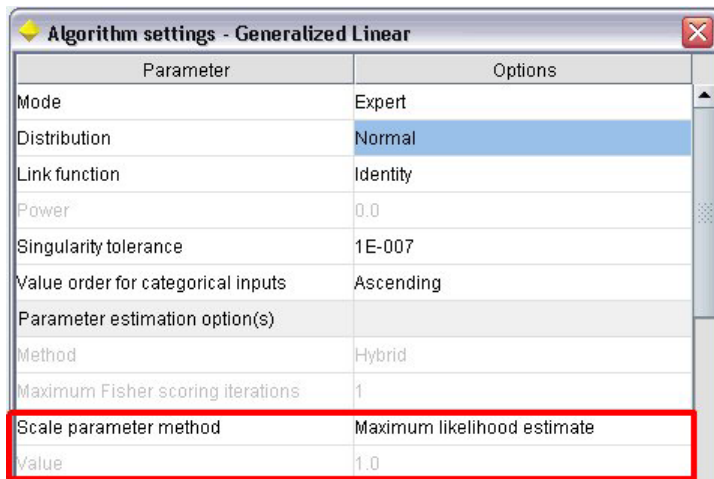 Algorithm settings - Generalized Linear
Parameter Options
Mode Expert
Distribution Normal
Link function Identity
Power 0.0
Singularity tolerance 1E-007
Value order for categorical inputs Ascending
Parameter estimation option(s)
Method Hybrid
Maximum Fisher scoring iterations 1
Scale parameter method Maximum likelihood estimate
Value 1.0